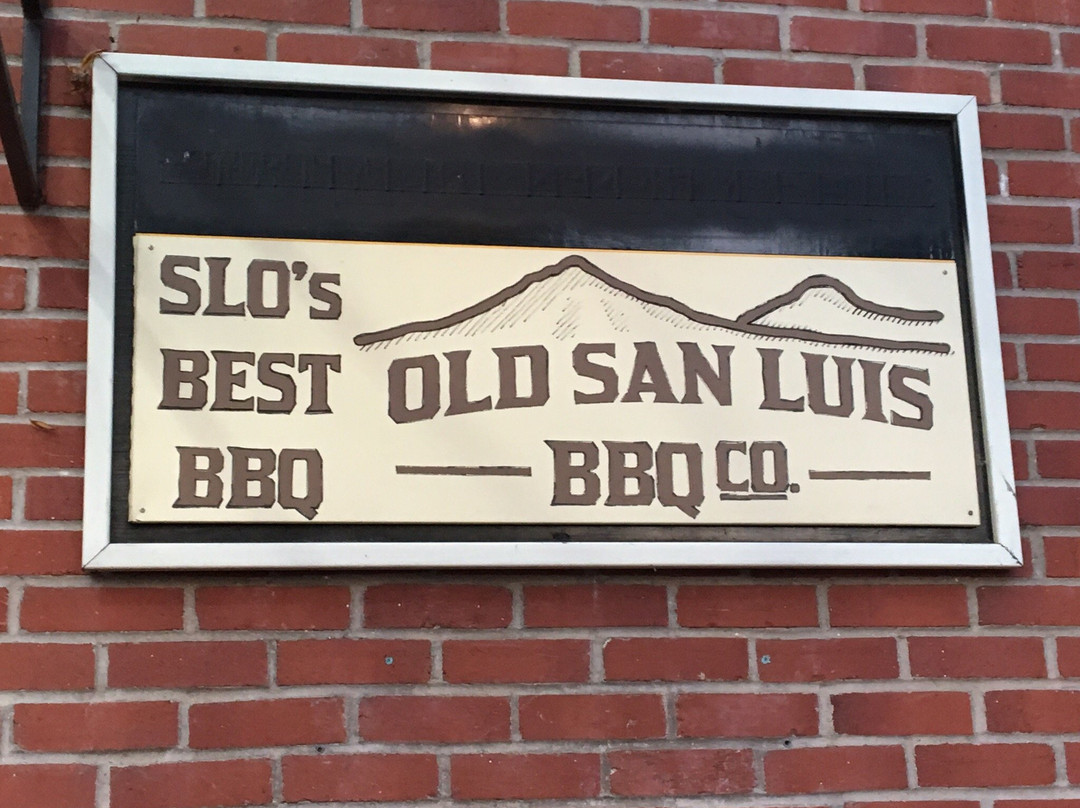 SLO's
BEST
BBQ
OLD SAN LUIS
BBQ CO.